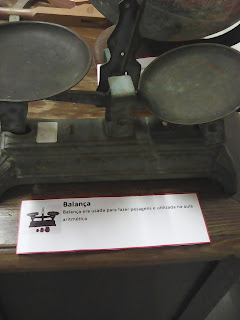 Balança
Balança era usada para fazer pesagens e utilizada na aula
aritmética